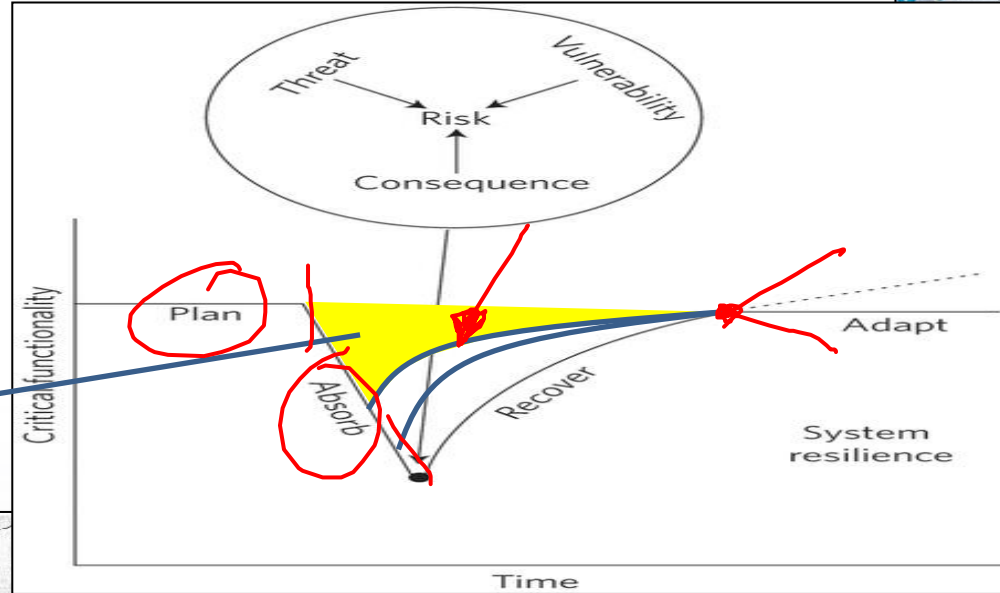 Threat
Vulnerability
Risk
Consequence
Critical functionality
Plan
Absorb
Recover
Adapt
System
resilience
Time